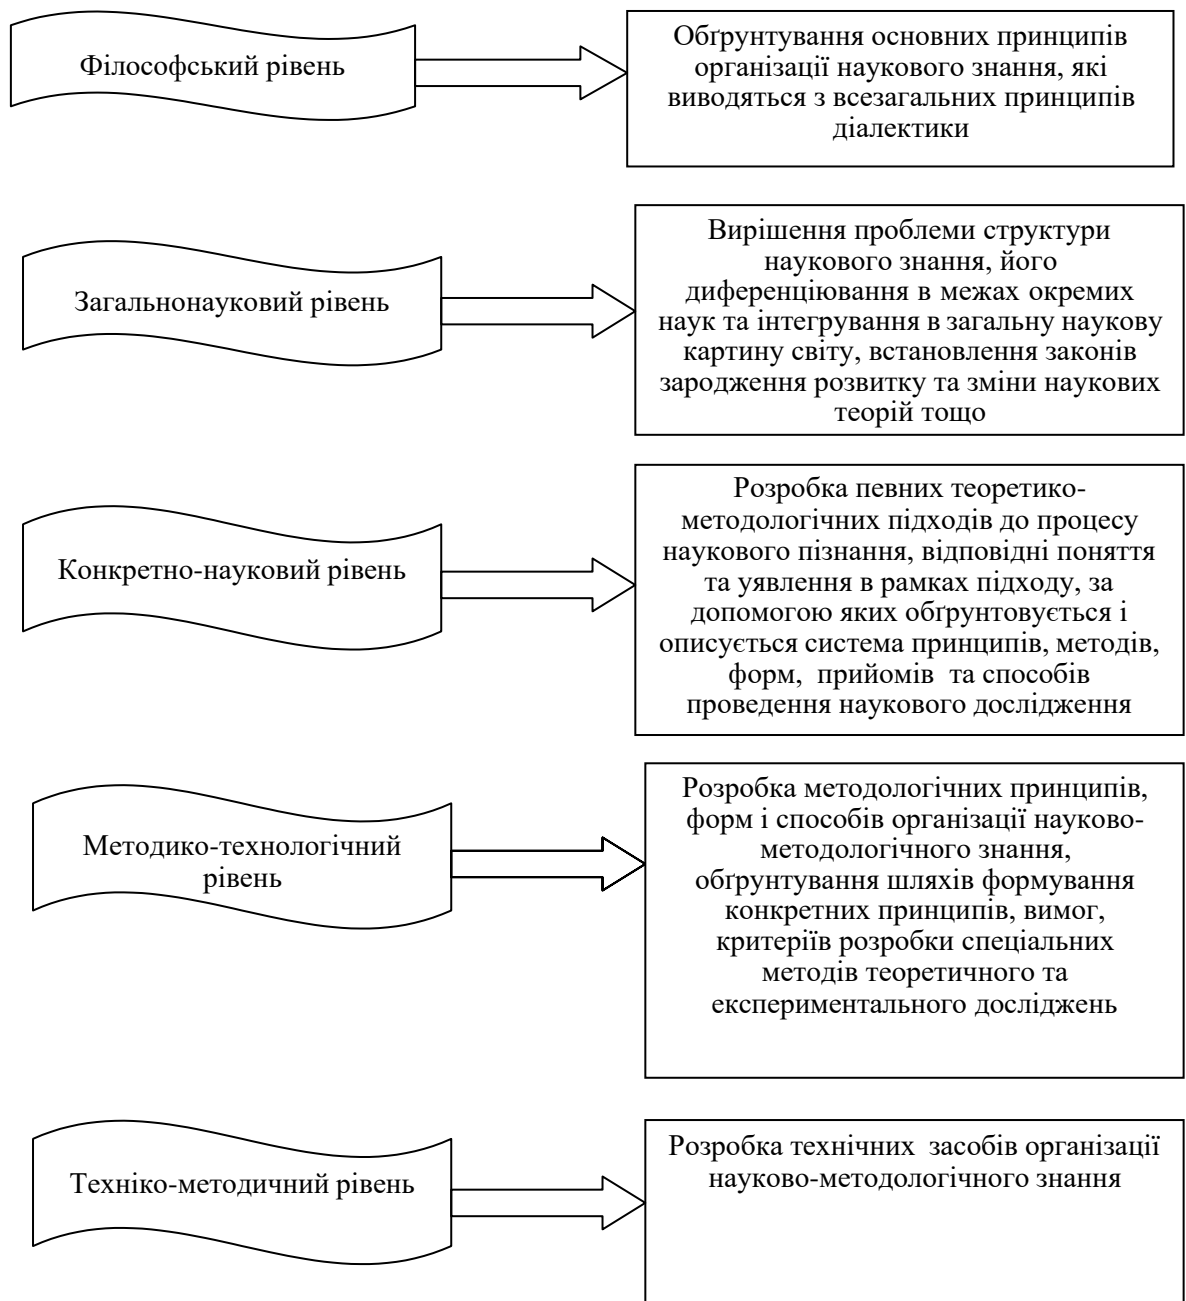 Філософський рівень
Обґрунтування основних принципів
організації наукового знання, які
виводяться з всезагальних принципів
діалектики
Загальнонауковий рівень
Вирішення проблеми структури
наукового знання, його
диференціювання в межах окремих
наук та інтегрування в загальну наукову
картину світу, встановлення законів
зародження розвитку та зміни наукових
теорій тощо
Конкретно-науковий рівень
Розробка певних теоретико-
методологічних підходів до процесу
наукового пізнання, відповідні поняття
та уявлення в рамках підходу, за
допомогою яких обґрунтовується і
описується система принципів, методів,
форм, прийомів та способів
проведення наукового дослідження
Методико-технологічний
рівень
Розробка методологічних принципів,
форм і способів організації науково-
методологічного знання,
обґрунтування шляхів формування
конкретних принципів, вимог,
критеріїв розробки спеціальних
методів теоретичного та
експериментального досліджень
Техніко-методичний рівень
Розробка технічних засобів організації
науково-методологічного знання